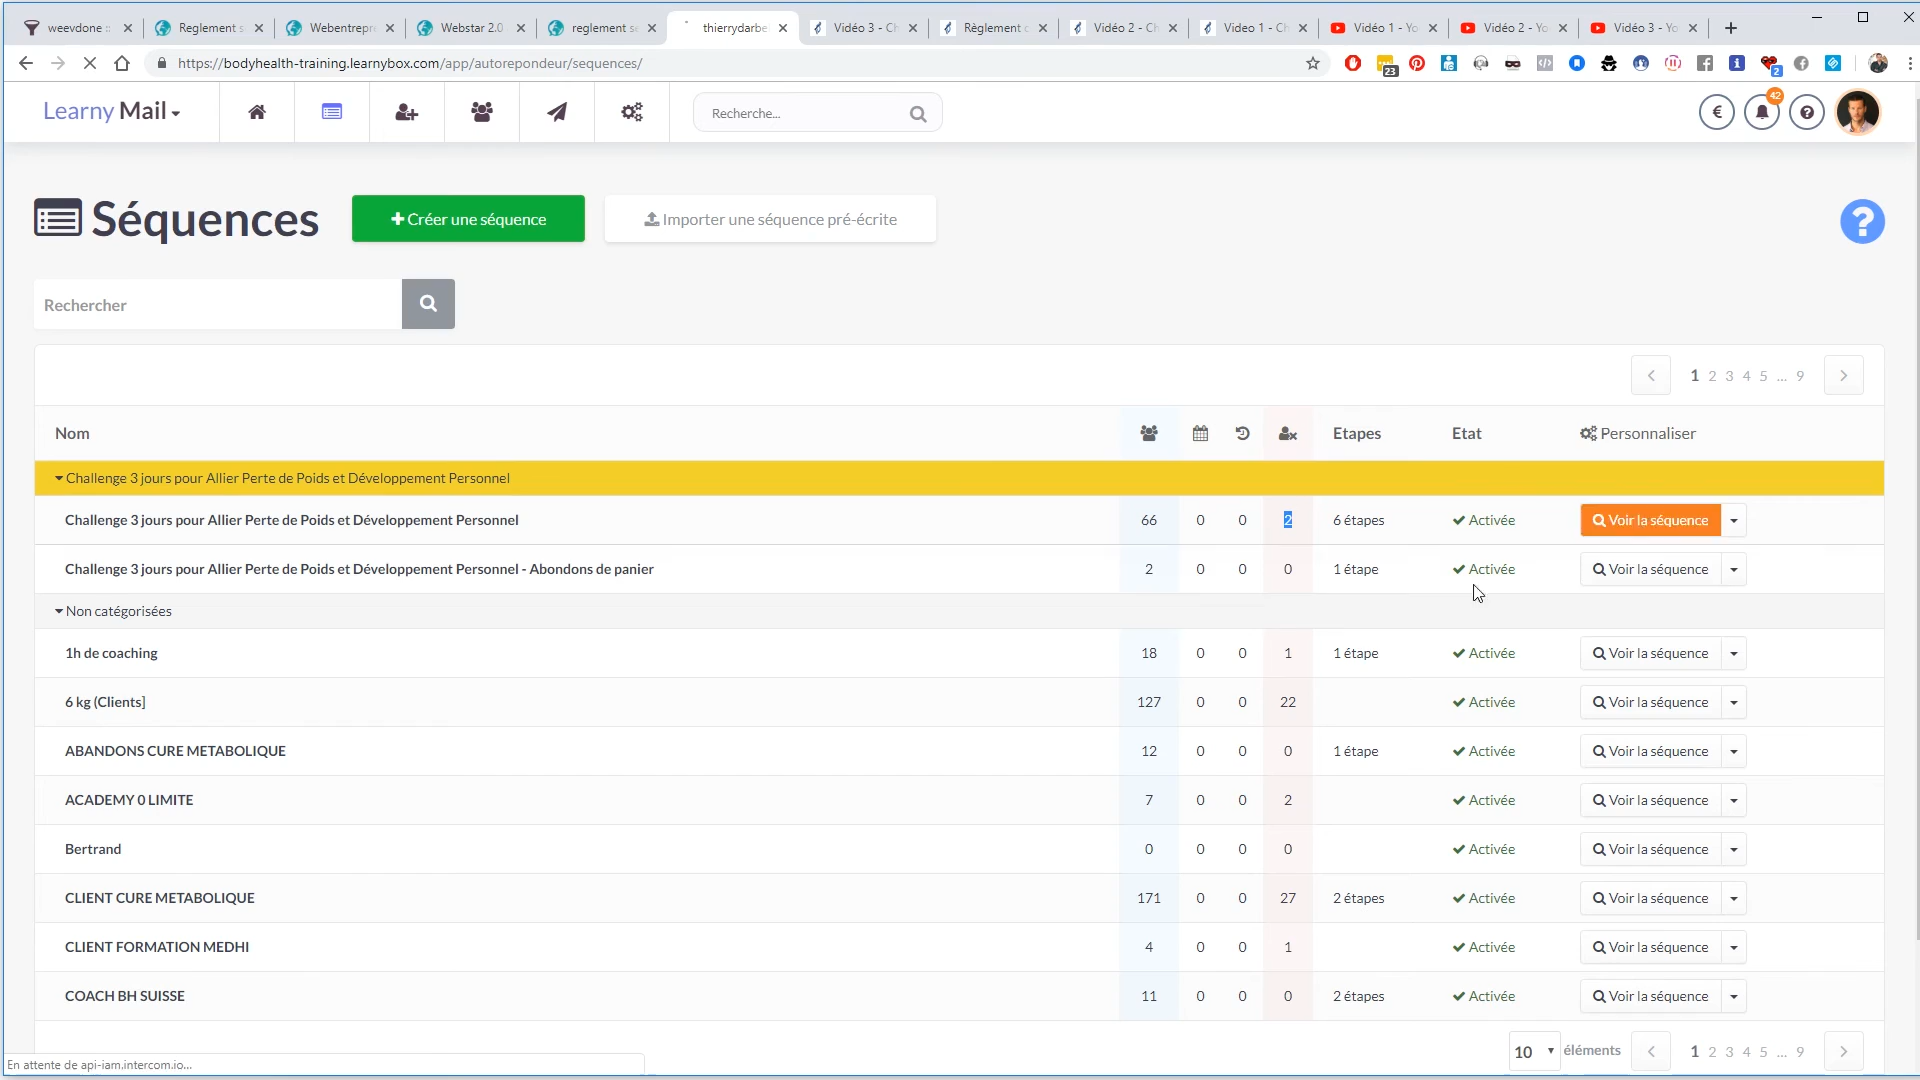 weevdone ::
Reglement s
Webentrepre
Webstar 2.0
reglement se
thierrydarbe
Vidéo 3 - Ch
Règlement c
Vidéo 2 - Ch
Video 1 - Ch
Vidéo 1 - Yo
Vidéo 2 - Yo
Vidéo 3 - Yo
https://bodyhealth-training.learnybox.com/app/autorepondeur/sequences/
23
2
Learny Mail
Recherche...
€
42
?
Séquences
Créer une séquence
Importer une séquence pré-écrite
?
Rechercher
1 2 3 4 5 ... 9
Nom Etapes Etat Personnaliser
Challenge 3 jours pour Allier Perte de Poids et Développement Personnel
Challenge 3 jours pour Allier Perte de Poids et Développement Personnel 66 0 0 2 6 étapes Activée Voir la séquence
Challenge 3 jours pour Allier Perte de Poids et Développement Personnel - Abondons de panier 2 0 0 0 1 étape Activée Voir la séquence
Non catégorisées
1h de coaching 18 0 0 1 1 étape Activée Voir la séquence
6 kg (Clients] 127 0 0 22 Activée Voir la séquence
ABANDONS CURE METABOLIQUE 12 0 0 0 1 étape Activée Voir la séquence
ACADEMY 0 LIMITE 7 0 0 2 Activée Voir la séquence
Bertrand 0 0 0 0 Activée Voir la séquence
CLIENT CURE METABOLIQUE 171 0 0 27 2 étapes Activée Voir la séquence
CLIENT FORMATION MEDHI 4 0 0 1 Activée Voir la séquence
COACH BH SUISSE 11 0 0 0 2 étapes Activée Voir la séquence
10 éléments 1 2 3 4 5 ... 9
En attente de api-iam.intercom.io...